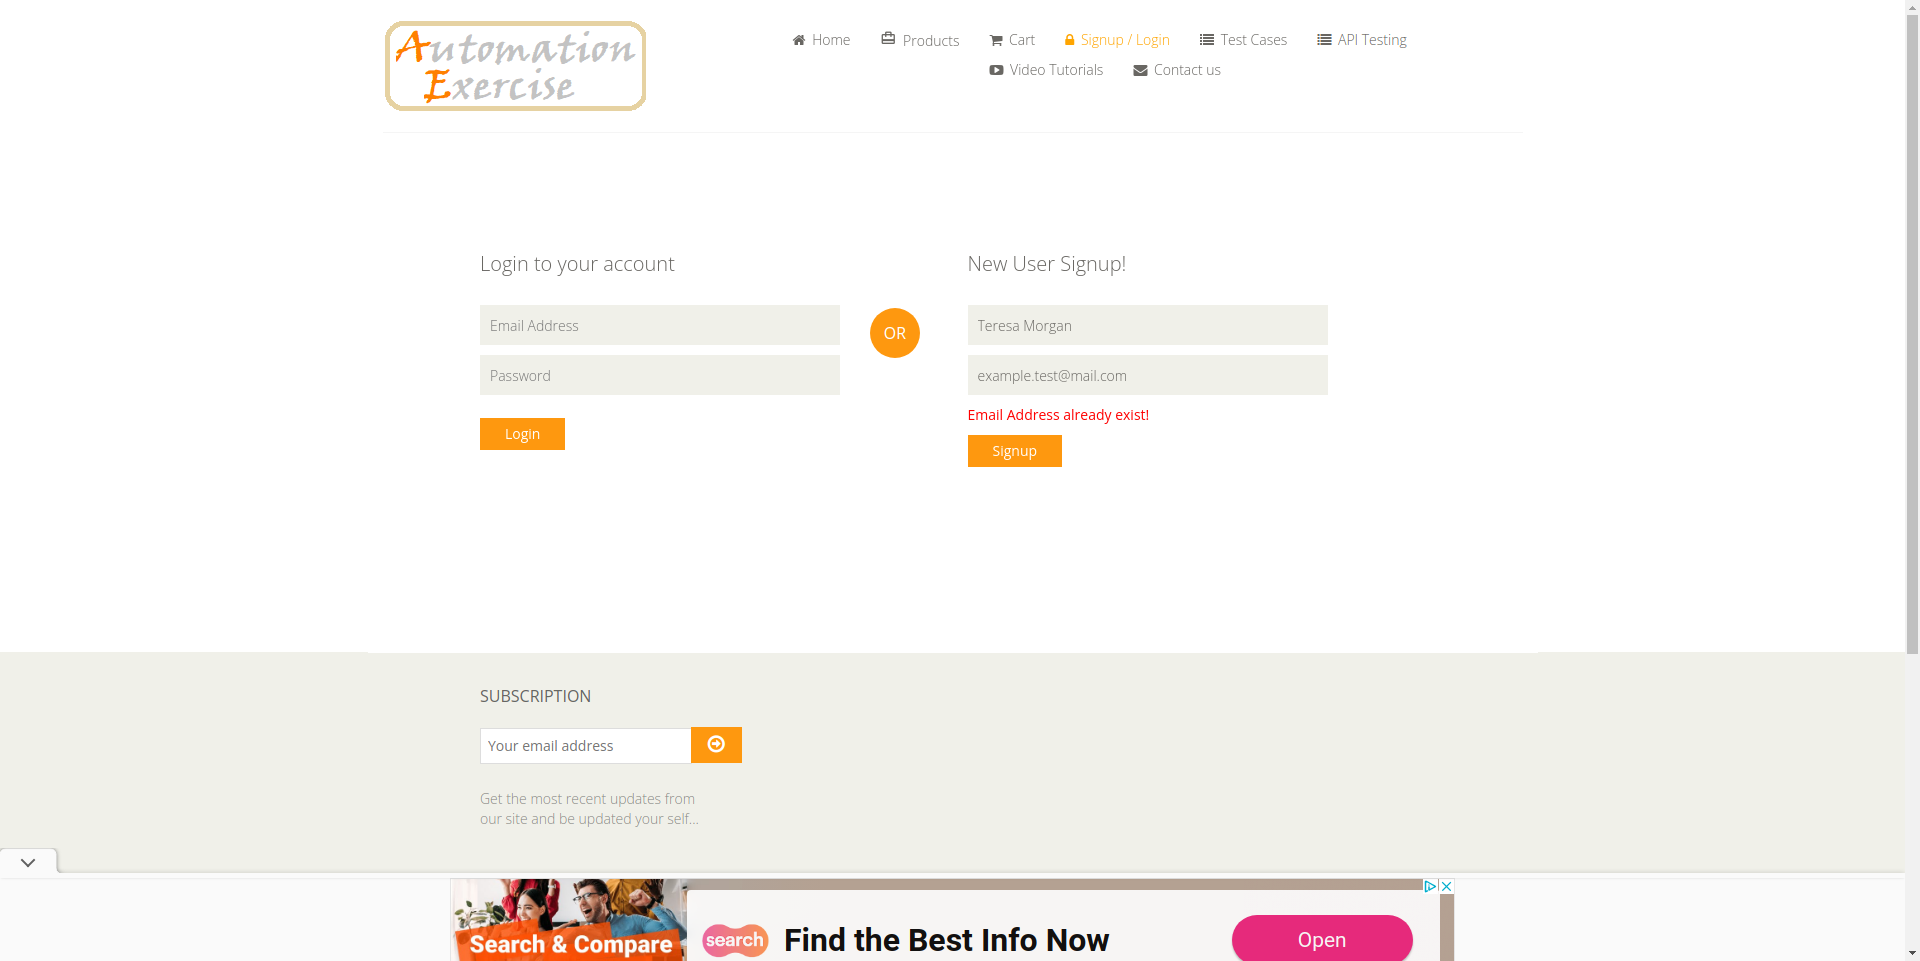 Automation
Exercise
Home
Products
Cart
Signup / Login
Test Cases
API Testing
Video Tutorials
Contact us
Login to your account
Email Address
Password
Login
OR
New User Signup!
Teresa Morgan
example.test@mail.com
Email Address already exist!
Signup
SUBSCRIPTION
Your email address
Get the most recent updates from
our site and be updated your self...
Search & Compare
search
Find the Best Info Now
Open